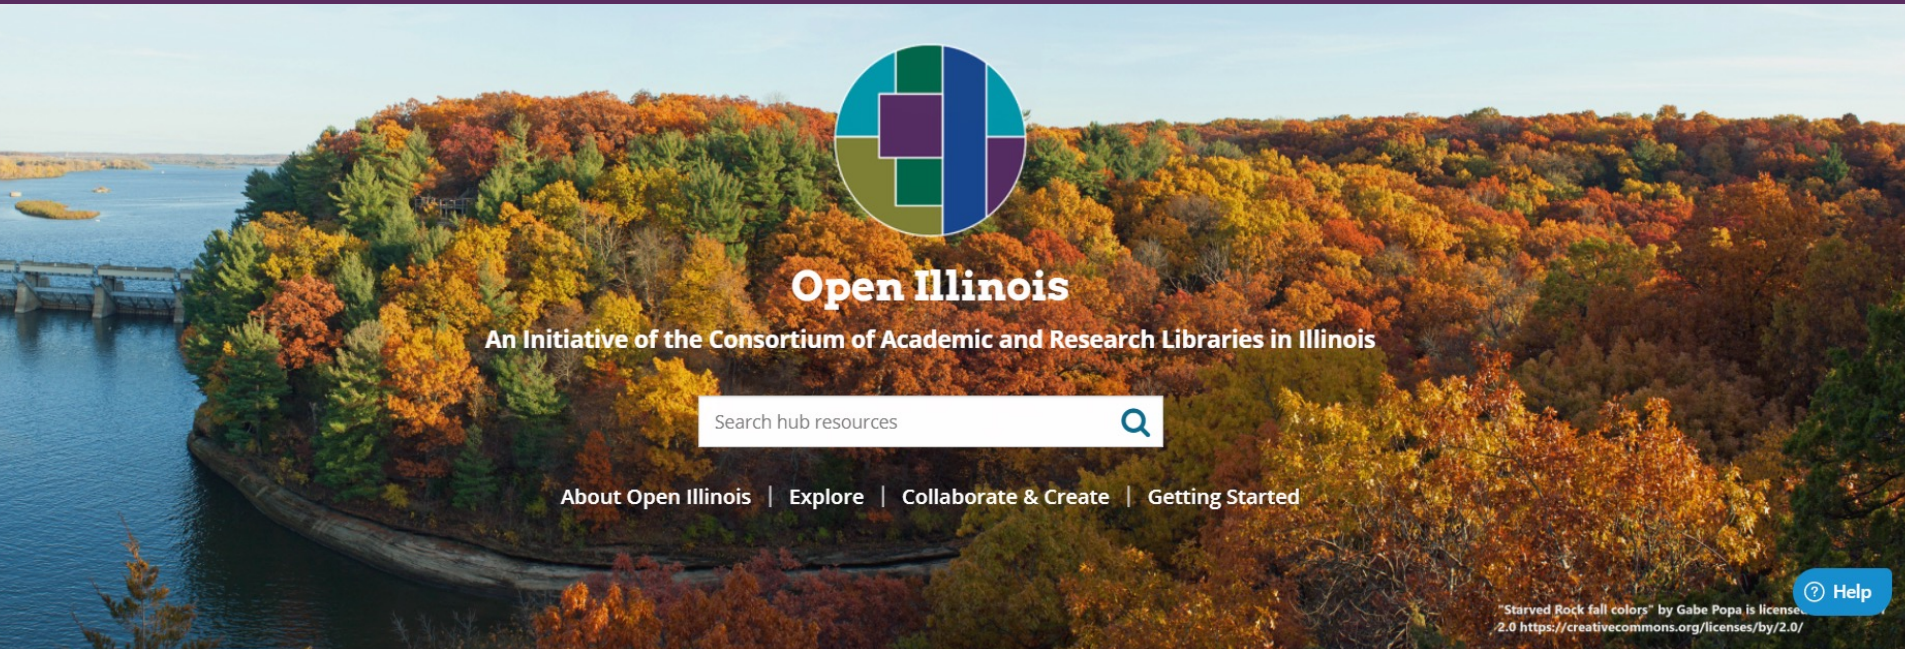 Open Illinois
An Initiative of the Consortium of Academic and Research Libraries in Illinois
Search hub resources
About Open Illinois | Explore | Collaborate & Create | Getting Started
Help
"Starved Rock fall colors" by Gabe Popa is
2.0 https://creativecommons.org/licenses/by/2.0/